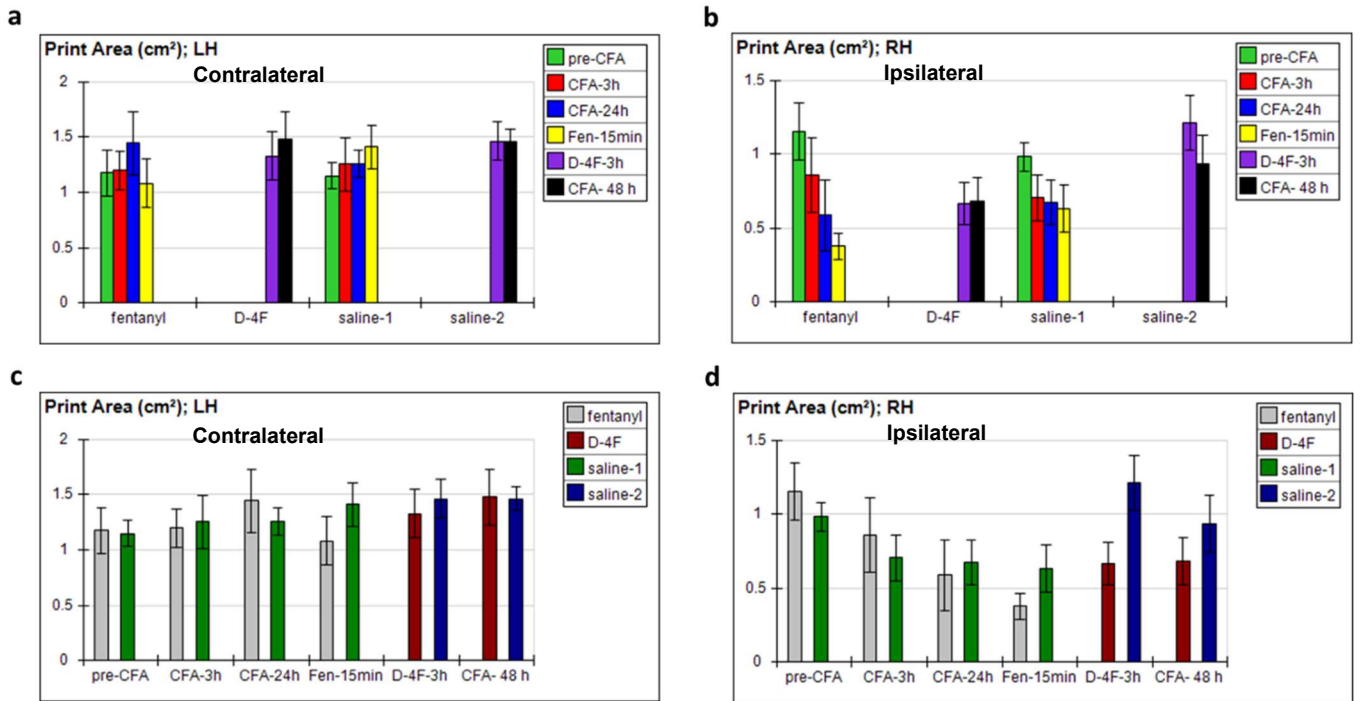 a
Print Area (cm²); LH
Contralateral
2
1.5
1
0.5
0
fentanyl D-4F saline-1 saline-2
pre-CFA
CFA-3h
CFA-24h
Fen-15min
D-4F-3h
CFA- 48 h
b
Print Area (cm²); RH
Ipsilateral
1.5
1
0.5
0
fentanyl D-4F saline-1 saline-2
pre-CFA
CFA-3h
CFA-24h
Fen-15min
D-4F-3h
CFA- 48 h
c
Print Area (cm²); LH
Contralateral
2
1.5
1
0.5
0
pre-CFA CFA-3h CFA-24h Fen-15min D-4F-3h CFA- 48 h
fentanyl
D-4F
saline-1
saline-2
d
Print Area (cm²); RH
Ipsilateral
1.5
1
0.5
0
pre-CFA CFA-3h CFA-24h Fen-15min D-4F-3h CFA- 48 h
fentanyl
D-4F
saline-1
saline-2